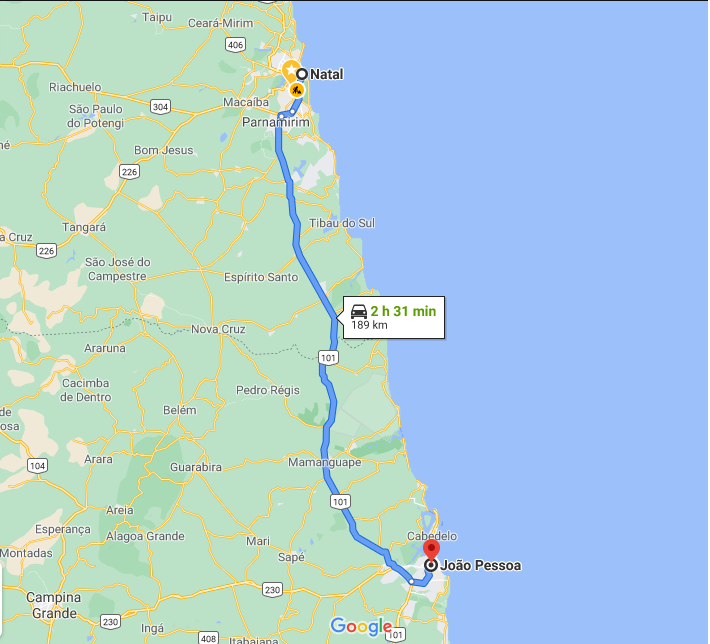 Taipu
Ceará-Mirim
406
Natal
Riachuelo
Macaíba
304
São Paulo
do Potengi
Parnamirim
Bom Jesus
226
Tangará
Tibau do Sul
a Cruz
226
São José do
Campestre
Espírito Santo
2 h 31 min
189 km
Nova Cruz
Araruna
101
Cacimba
de Dentro
Pedro Régis
de
osa
Belém
104
Arara
Guarabira
Mamanguape
101
Areia
Esperança
Alagoa Grande
Cabedelo
Mari
Montadas
Sapé
João Pessoa
230
Campina
Grande
230
Ingá
Google
408
101
Itabaiana